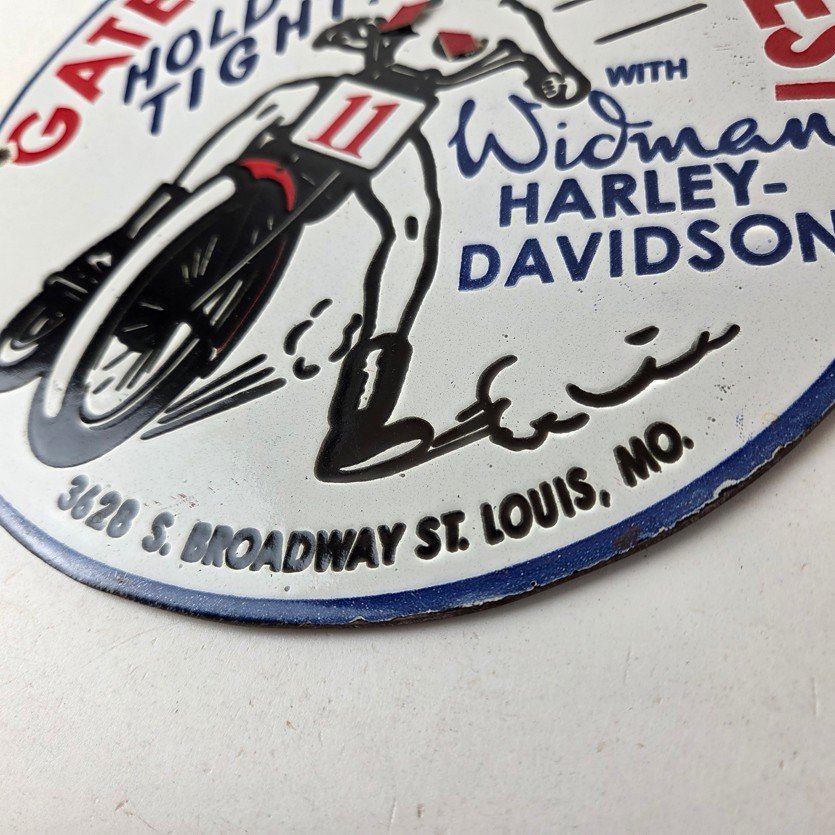 GATE
HOLD
TIGHT!
11
WITH
Widman
HARLEY-
DAVIDSON
3628 S. BROADWAY ST. LOUIS, MO.